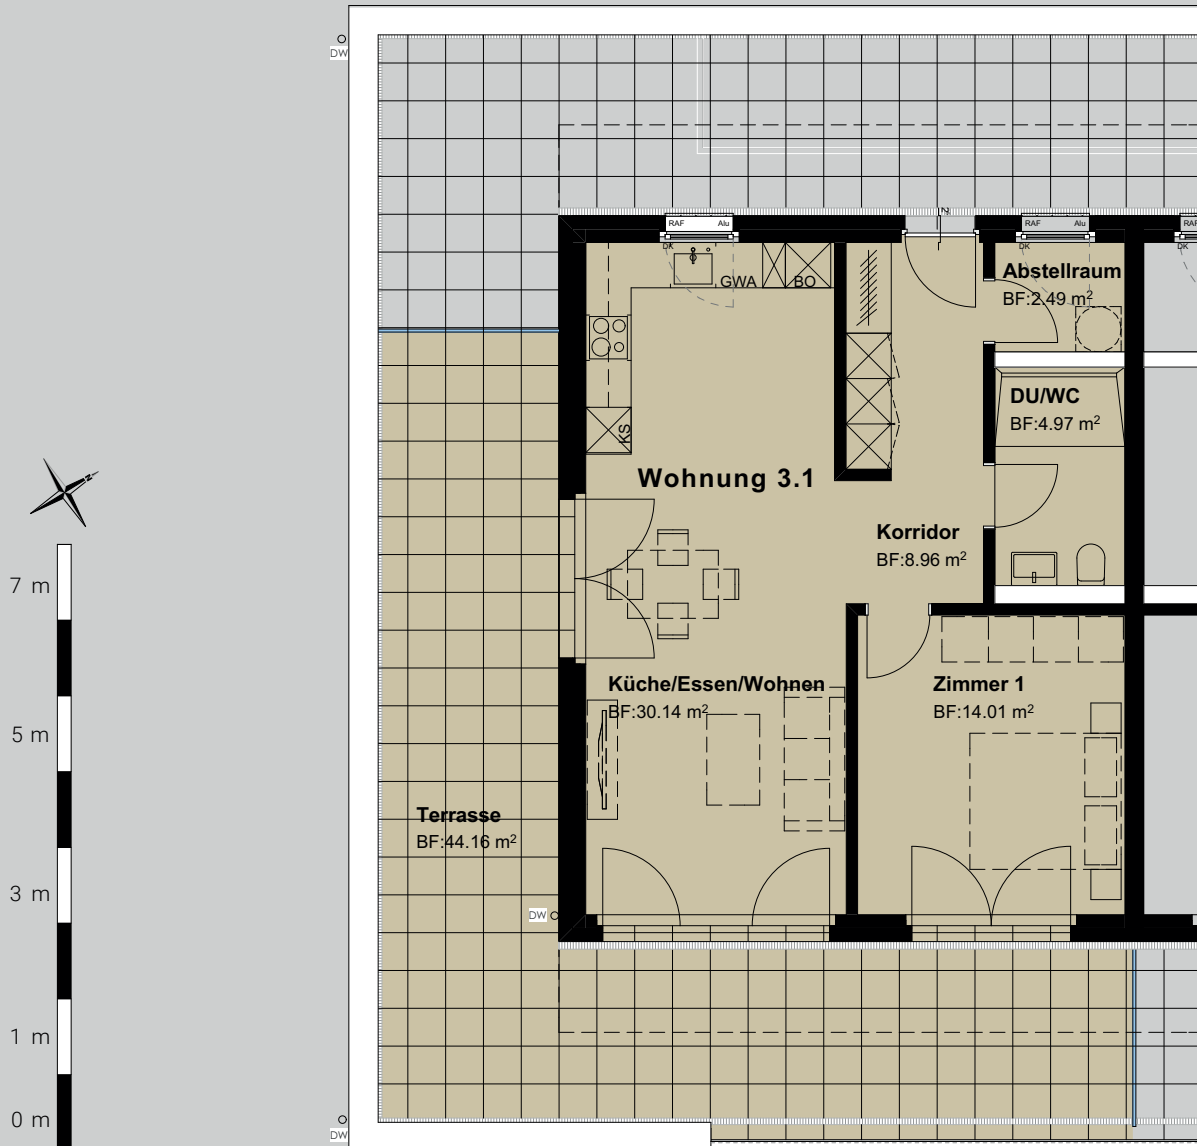 DW
RAF Alu
RAF Alu
RAF
DK
DK
DK
GWA
BO
Abstellraum
BF:2.49 m²
DU/WC
BF:4.97 m²
KS
Wohnung 3.1
Korridor
BF:8.96 m²
7 m
Küche/Essen/Wohnen
BF:30.14 m²
Zimmer 1
BF:14.01 m²
5 m
Terrasse
BF:44.16 m²
3 m
DW
1 m
0 m
DW